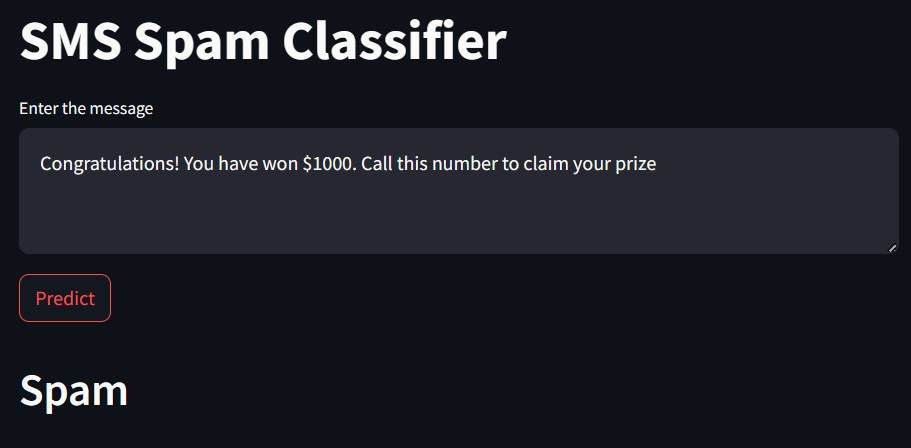 SMS Spam Classifier
Enter the message
Congratulations! You have won $1000. Call this number to claim your prize
Predict
Spam